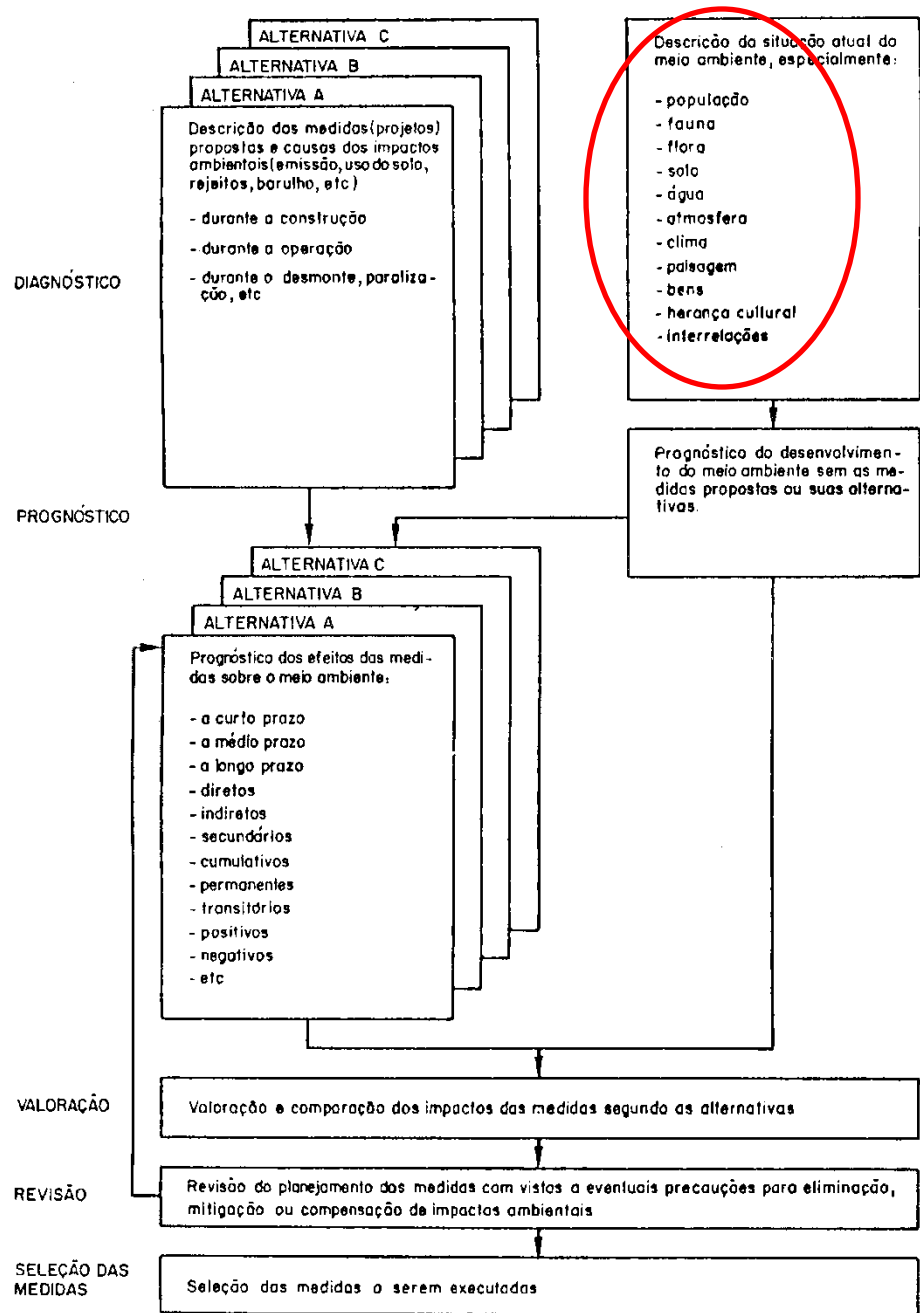 ALTERNATIVA C
ALTERNATIVA B
ALTERNATIVA A
Descrição das medidas(projetos)
propostas e causas dos impactos
ambientais(emissão, uso do solo,
rejeitos, barulho, etc)
- durante a construção
- durante a operação
- durante o desmonte, paraliza-
ção, etc
Descrição da situação atual do
meio ambiente, especialmente:
- população
- fauna
- flora
- solo
- água
- atmosfera
- clima
- paisagem
- bens
- herança cultural
- interrelações
DIAGNÓSTICO
Prognóstico do desenvolvimen-
to do meio ambiente sem as me-
didas propostas ou suas alterna-
tivas.
PROGNÓSTICO
ALTERNATIVA C
ALTERNATIVA B
ALTERNATIVA A
Prognóstico dos efeitos das medi-
das sobre o meio ambiente:
- a curto prazo
- a médio prazo
- a longo prazo
- diretos
- indiretos
- secundários
- cumulativos
- permanentes
- transitórios
- positivos
- negativos
- etc
VALORAÇÃO
Valoração e comparação dos impactos das medidas segundo as alternativas
REVISÃO
Revisão do planejamento das medidas com vistas a eventuais precauções para eliminação,
mitigação ou compensação de impactos ambientais
SELEÇÃO DAS
MEDIDAS
Seleção das medidas a serem executadas